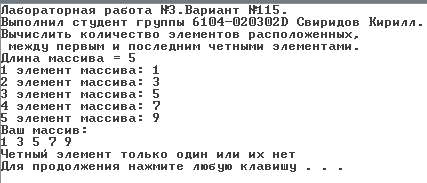 Лабораторная работа №3.Вариант №115.
Выполнил студент группы 6104-020302D Свиридов Кирилл.
Вычислить количество элементов расположенных,
 между первым и последним четными элементами.
Длина массива = 5
1 элемент массива: 1
2 элемент массива: 3
3 элемент массива: 5
4 элемент массива: 7
5 элемент массива: 9
Ваш массив:
1 3 5 7 9
Четный элемент только один или их нет
Для продолжения нажмите любую клавишу . . .